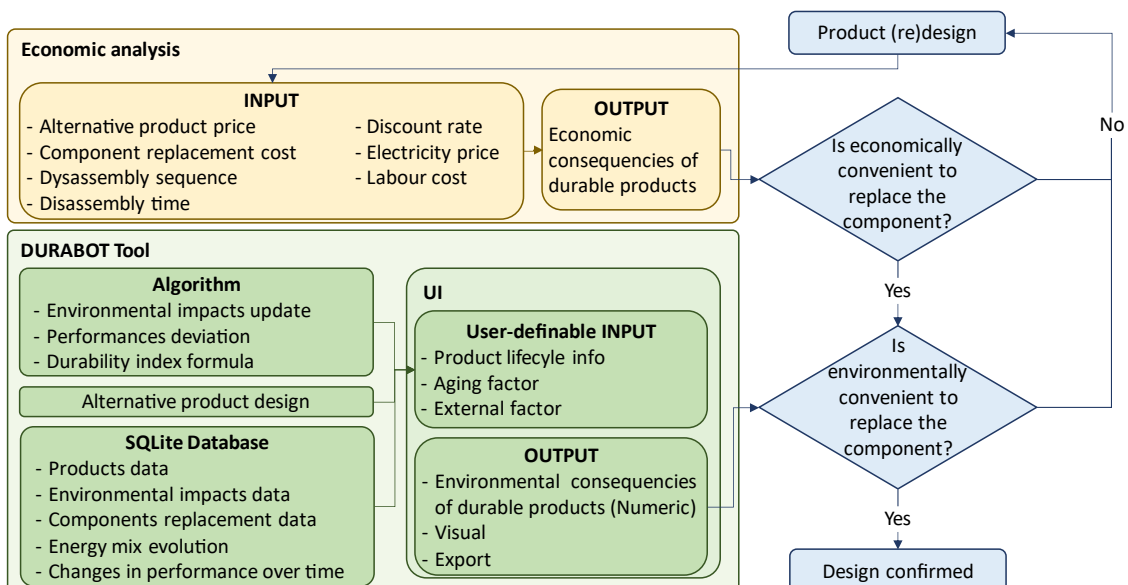 Product (re)design
Economic analysis
INPUT
- Alternative product price
- Component replacement cost
- Dysassembly sequence
- Disassembly time
- Discount rate
- Electricity price
- Labour cost
OUTPUT
Economic
consequencies of
durable products
Is economically
convenient to
replace the
component?
No
Yes
DURABOT Tool
Algorithm
- Environmental impacts update
- Performances deviation
- Durability index formula
Alternative product design
SQLite Database
- Products data
- Environmental impacts data
- Components replacement data
- Energy mix evolution
- Changes in performance over time
UI
User-definable INPUT
- Product lifecyle info
- Aging factor
- External factor
OUTPUT
- Environmental consequencies
of durable products (Numeric)
- Visual
- Export
Is
environmentally
convenient to
replace the
component?
Yes
Design confirmed